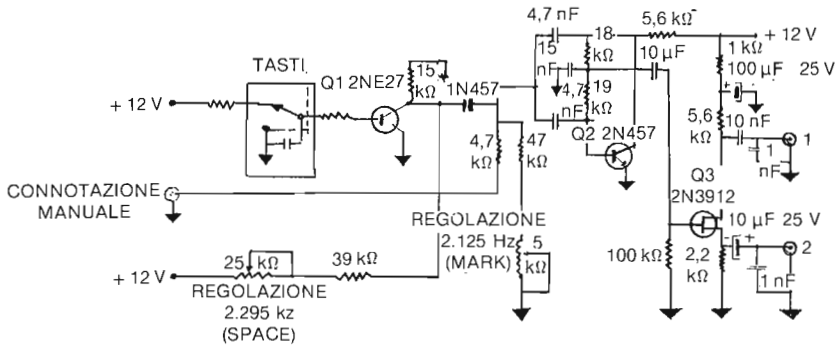 4,7 nF
15
nF
18
kΩ
5,6 kΩ
+ 12 V
10 µF
1 kΩ
100 µF 25 V
+
TASTI
Q1 2NE27
15
kΩ
1N457
+ 12 V
4,7
nF
19
kΩ
5,6
kΩ
10 nF
1
1
nF
Q2 2N457
4,7
kΩ
47
kΩ
Q3
2N3912
CONNOTAZIONE
MANUALE
REGOLAZIONE
2.125 Hz
(MARK)
5
kΩ
100 kΩ
10 µF 25 V
- +
2
2,2
kΩ
1 nF
+ 12 V
25 kΩ
39 kΩ
REGOLAZIONE
2.295 kz
(SPACE)